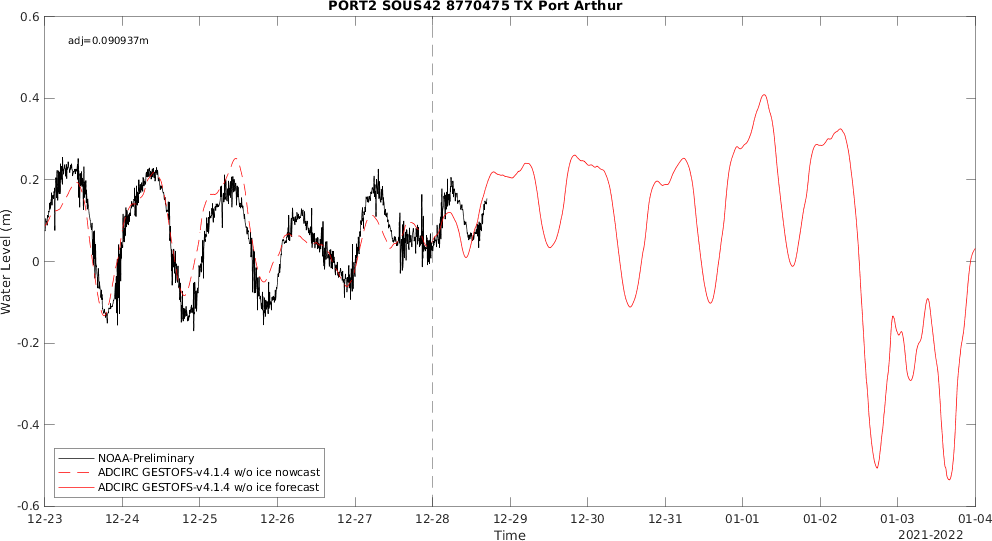 PORT2 SOUS42 8770475 TX Port Arthur
adj=0.090937m
0.6
0.4
0.2
0
-0.2
-0.4
-0.6
Water Level (m)
NOAA-Preliminary
ADCIRC GESTOFS-v4.1.4 w/o ice nowcast
ADCIRC GESTOFS-v4.1.4 w/o ice forecast
12-23 12-24 12-25 12-26 12-27 12-28 12-29 12-30 12-31 01-01 01-02 01-03 01-04
Time
2021-2022